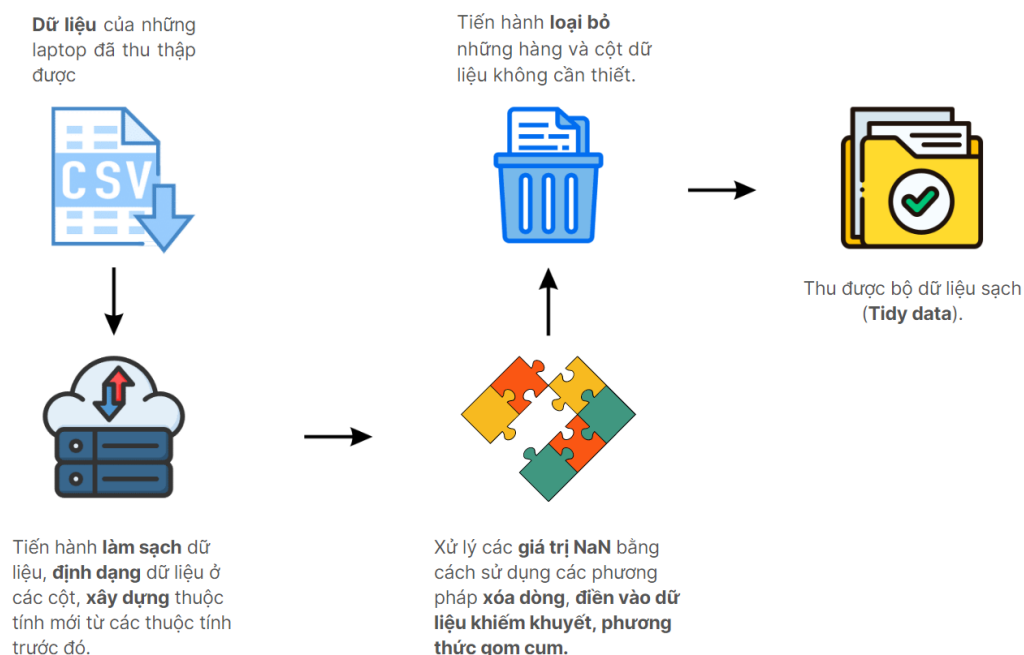 Dữ liệu của những
laptop đã thu thập
được
CSV
Tiến hành làm sạch dữ
liệu, định dạng dữ liệu ở
các cột, xây dựng thuộc
tính mới từ các thuộc tính
trước đó.
Xử lý các giá trị NaN bằng
cách sử dụng các phương
pháp xóa dòng, điền vào dữ
liệu khiếm khuyết, phương
thức gom cụm.
Tiến hành loại bỏ
những hàng và cột dữ
liệu không cần thiết.
Thu được bộ dữ liệu sạch
(Tidy data).